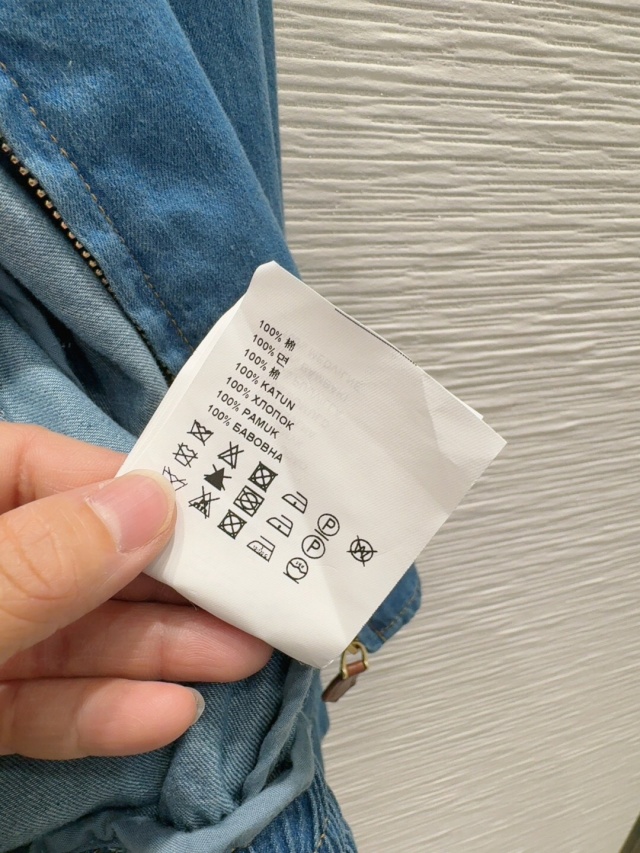 100% 棉
100% 면
100% 棉
100% KATUN
100% ХЛОПОК
100% PAMUK
100% БАВОВНА
P
P
W